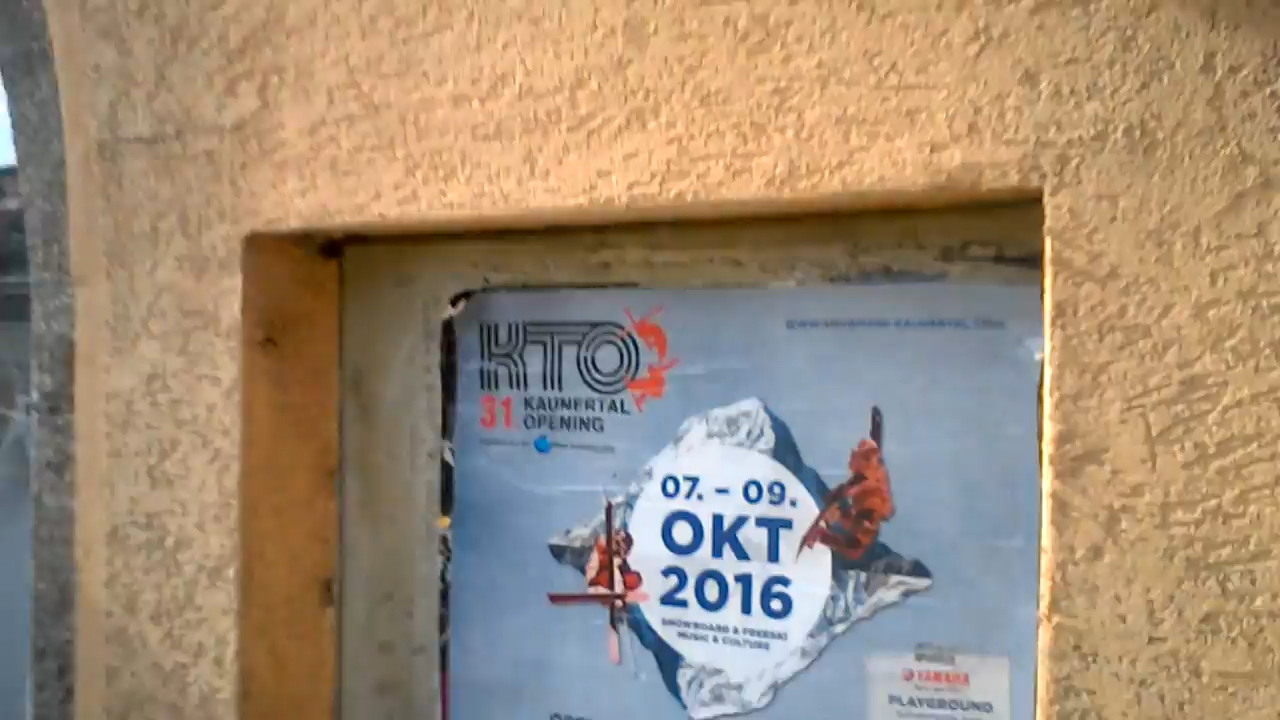 KTO
31. KAUNERTAL
OPENING
07. – 09.
OKT
2016
SNOWBOARD & FREESKI
MUSIC & CULTURE
YAMAHA
PLAYGROUND